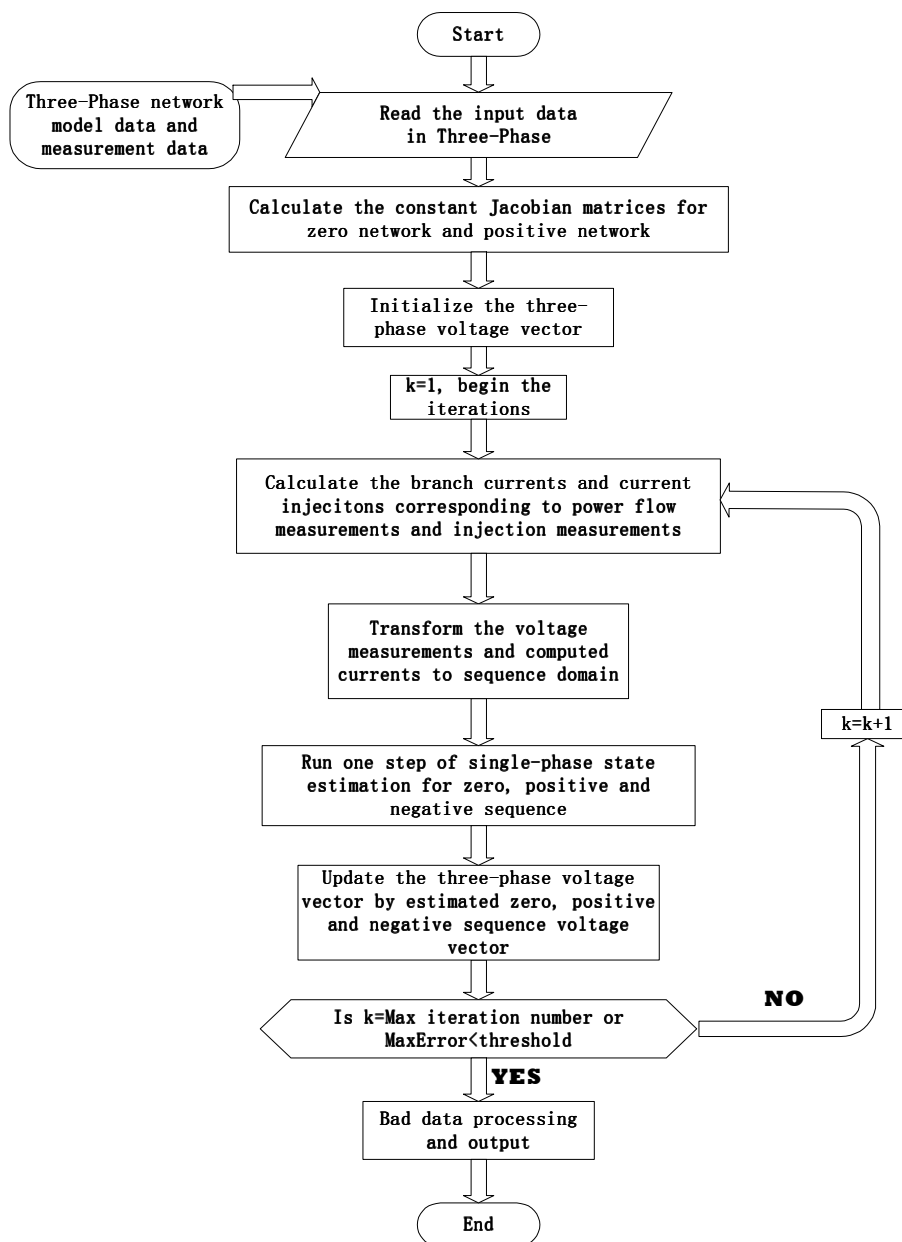 Start
Three-Phase network
model data and
measurement data
Read the input data
in Three-Phase
Calculate the constant Jacobian matrices for
zero network and positive network
Initialize the three-
phase voltage vector
k=1, begin the
iterations
Calculate the branch currents and current
injecitons corresponding to power flow
measurements and injection measurements
Transform the voltage
measurements and computed
currents to sequence domain
k=k+1
Run one step of single-phase state
estimation for zero, positive and
negative sequence
Update the three-phase voltage
vector by estimated zero, positive
and negative sequence voltage
vector
Is k=Max iteration number or
MaxError<threshold
NO
YES
Bad data processing
and output
End